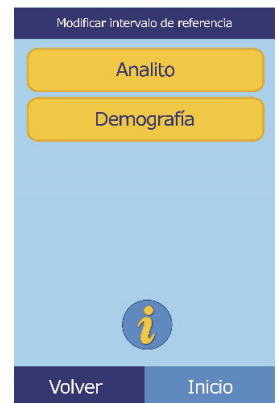 Modificar intervalo de referencia
Analito
Demografía
i
Volver Inicio